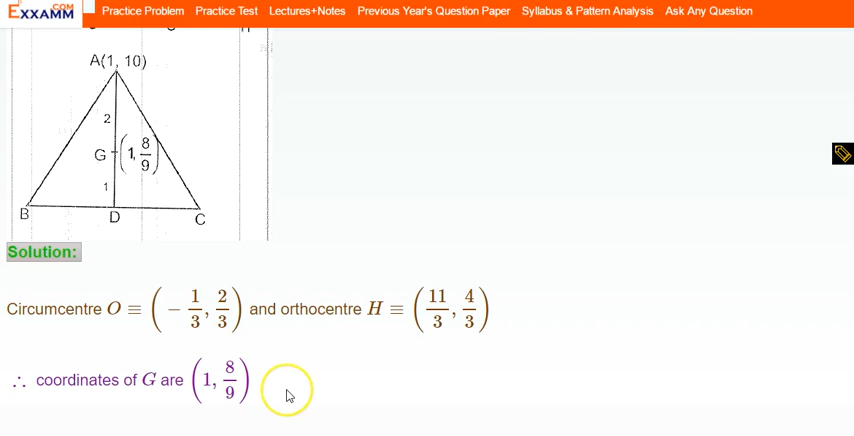 EXXAMM .COM Practice Problem Practice Test Lectures+Notes Previous Year's Question Paper Syllabus & Pattern Analysis Ask Any Question
A(1, 10)
2
G (1, 8/9)
1
B D C
Solution:
Circumcentre O ≡ (−1/3, 2/3) and orthocentre H ≡ (11/3, 4/3)
∴ coordinates of G are (1, 8/9)